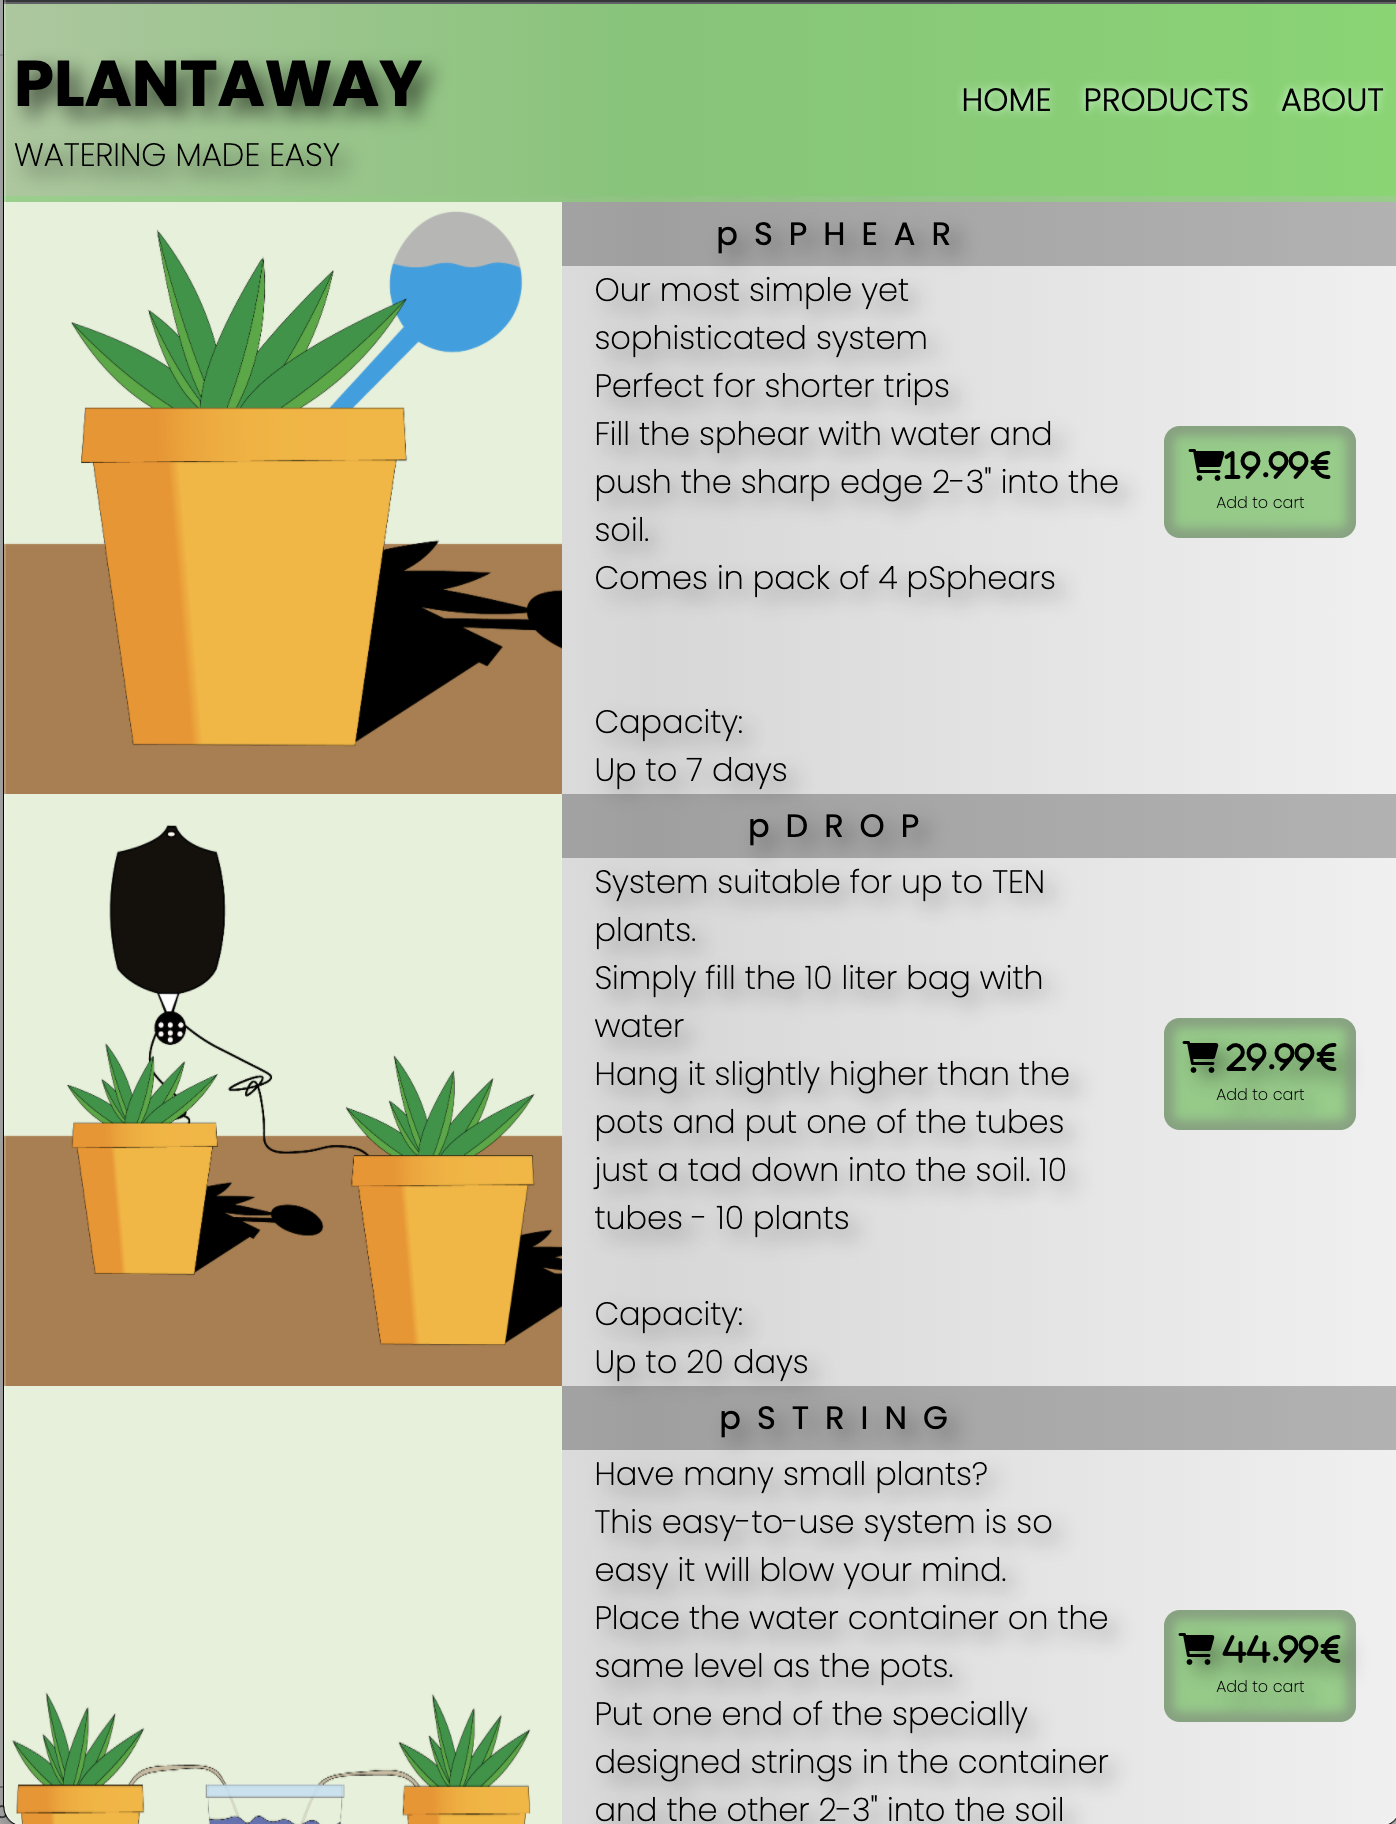 PLANTAWAY
WATERING MADE EASY
HOME PRODUCTS ABOUT
pSPHEAR
Our most simple yet
sophisticated system
Perfect for shorter trips
Fill the sphear with water and
push the sharp edge 2-3" into the
soil.
Comes in pack of 4 pSphears
Capacity:
Up to 7 days
19.99€
Add to cart
pDROP
System suitable for up to TEN
plants.
Simply fill the 10 liter bag with
water
Hang it slightly higher than the
pots and put one of the tubes
just a tad down into the soil. 10
tubes - 10 plants
Capacity:
Up to 20 days
29.99€
Add to cart
pSTRING
Have many small plants?
This easy-to-use system is so
easy it will blow your mind.
Place the water container on the
same level as the pots.
Put one end of the specially
designed strings in the container
and the other 2-3" into the soil
44.99€
Add to cart